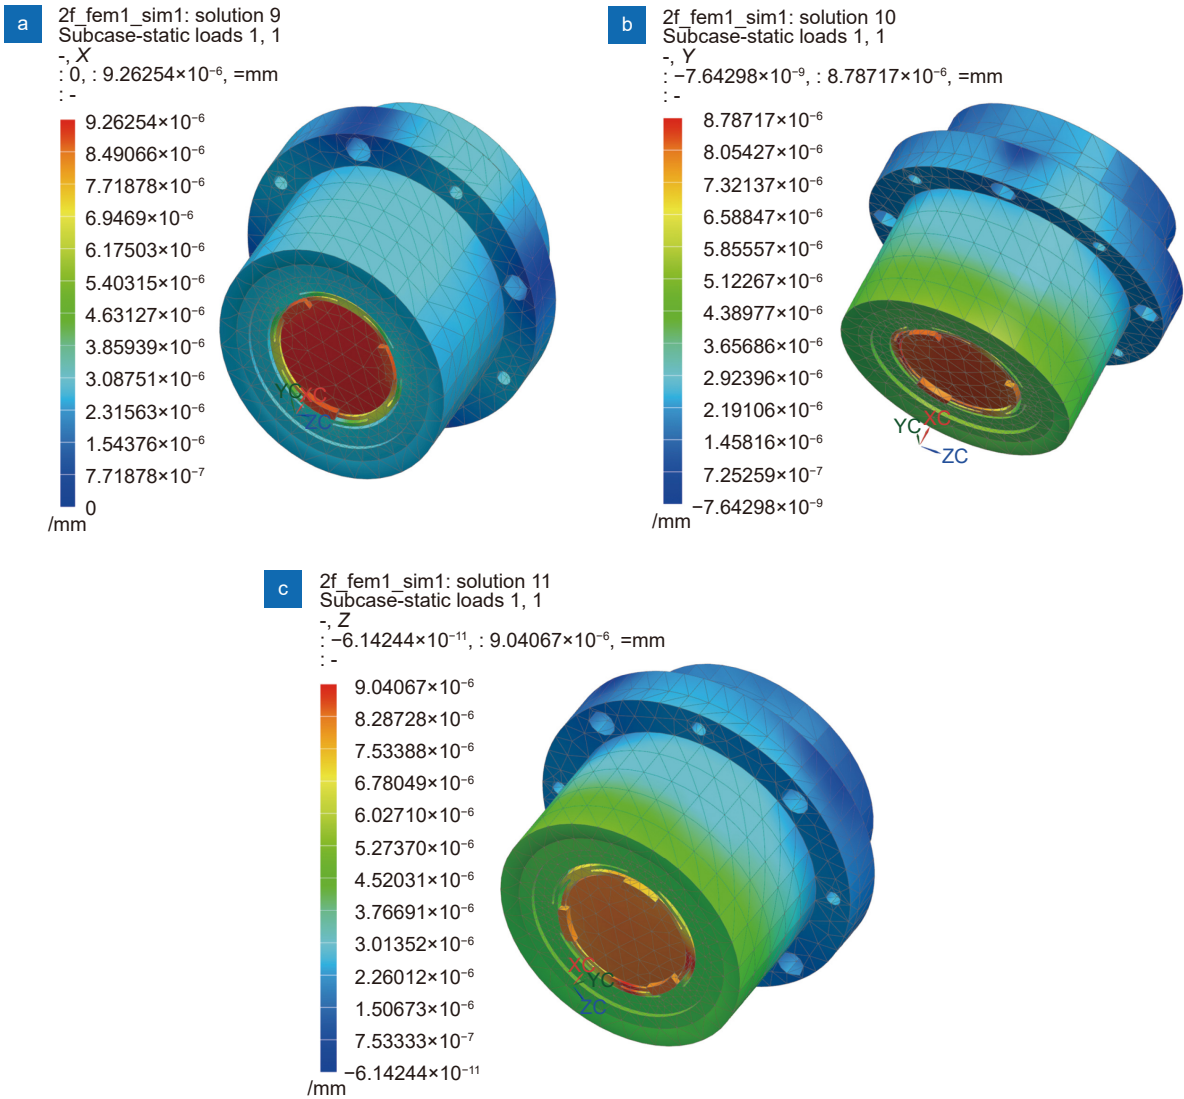 a
2f_fem1_sim1: solution 9
Subcase-static loads 1, 1
-, X
: 0, : 9.26254×10⁻⁶, =mm
: -
9.26254×10⁻⁶
8.49066×10⁻⁶
7.71878×10⁻⁶
6.9469×10⁻⁶
6.17503×10⁻⁶
5.40315×10⁻⁶
4.63127×10⁻⁶
3.85939×10⁻⁶
3.08751×10⁻⁶
2.31563×10⁻⁶
1.54376×10⁻⁶
7.71878×10⁻⁷
0
/mm
YC
XC
ZC
b
2f_fem1_sim1: solution 10
Subcase-static loads 1, 1
-, Y
: −7.64298×10⁻⁹, : 8.78717×10⁻⁶, =mm
: -
8.78717×10⁻⁶
8.05427×10⁻⁶
7.32137×10⁻⁶
6.58847×10⁻⁶
5.85557×10⁻⁶
5.12267×10⁻⁶
4.38977×10⁻⁶
3.65686×10⁻⁶
2.92396×10⁻⁶
2.19106×10⁻⁶
1.45816×10⁻⁶
7.25259×10⁻⁷
−7.64298×10⁻⁹
/mm
YC
XC
ZC
c
2f_fem1_sim1: solution 11
Subcase-static loads 1, 1
-, Z
: −6.14244×10⁻¹¹, : 9.04067×10⁻⁶, =mm
: -
9.04067×10⁻⁶
8.28728×10⁻⁶
7.53388×10⁻⁶
6.78049×10⁻⁶
6.02710×10⁻⁶
5.27370×10⁻⁶
4.52031×10⁻⁶
3.76691×10⁻⁶
3.01352×10⁻⁶
2.26012×10⁻⁶
1.50673×10⁻⁶
7.53333×10⁻⁷
−6.14244×10⁻¹¹
/mm
XC
YC
ZC